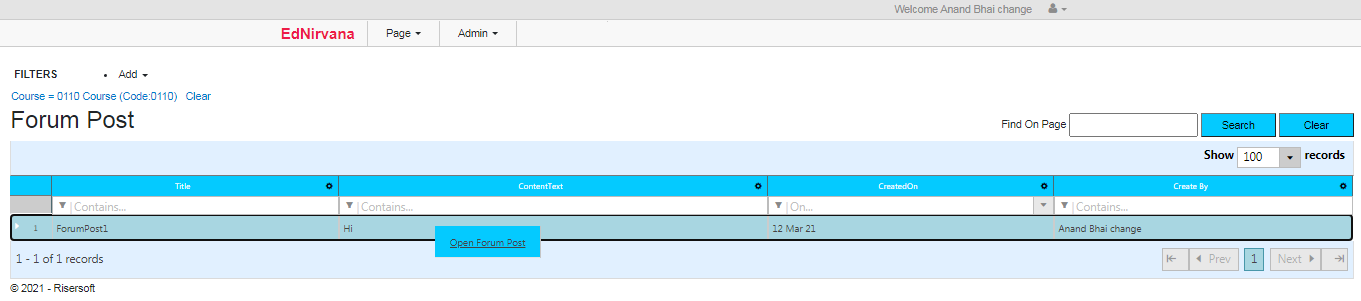 Welcome Anand Bhai change
EdNirvana Page Admin
FILTERS • Add
Course = 0110 Course (Code:0110) Clear
Forum Post
Find On Page Search Clear
Show 100 records
Title ContentText CreatedOn Create By
Contains... Contains... On... Contains...
1 ForumPost1 Hi 12 Mar 21 Anand Bhai change
Open Forum Post
1 - 1 of 1 records Prev 1 Next
© 2021 - Risersoft